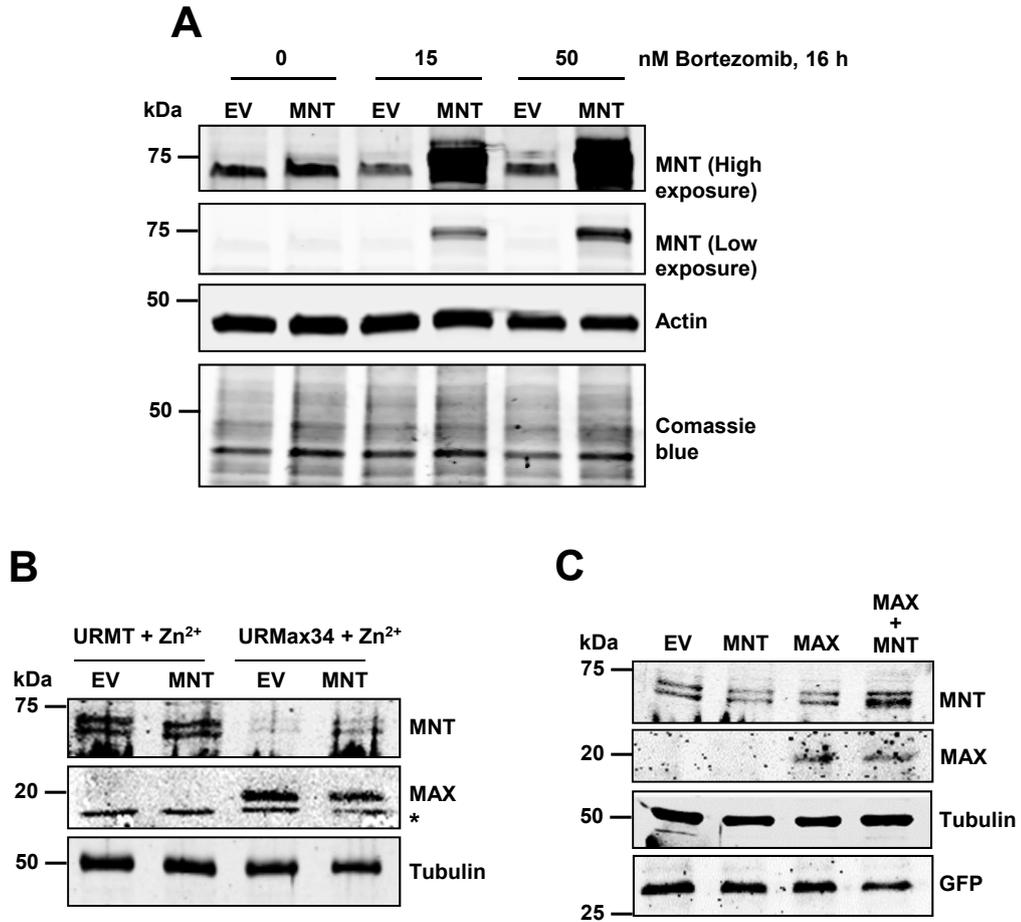 A
0 15 50 nM Bortezomib, 16 h
kDa EV MNT EV MNT EV MNT
75 MNT (High
exposure)
75 MNT (Low
exposure)
50 Actin
50 Comassie
blue
B
URMT + Zn²⁺ URMax34 + Zn²⁺
kDa EV MNT EV MNT
75 MNT
20 MAX
*
50 Tubulin
C
MAX
+
kDa EV MNT MAX MNT
75 MNT
20 MAX
50 Tubulin
GFP
25